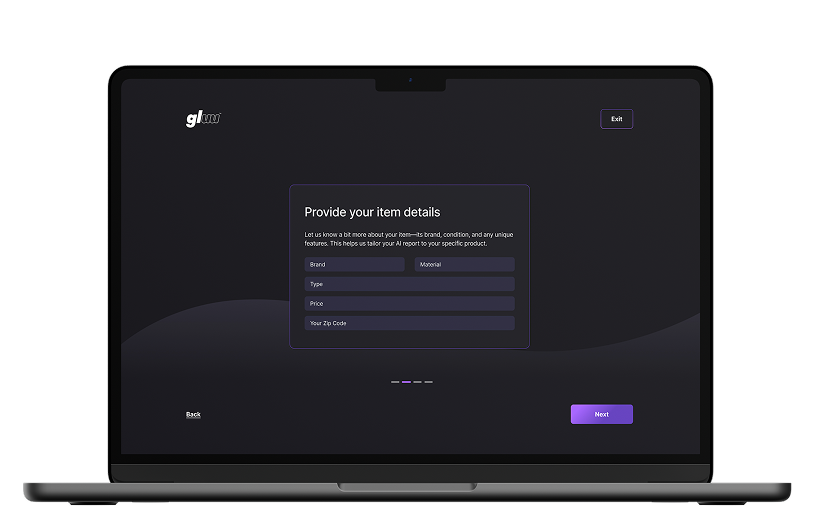 gluu
Exit
Provide your item details
Let us know a bit more about your item—its brand, condition, and any unique
features. This helps us tailor your AI report to your specific product.
Brand
Material
Type
Price
Your Zip Code
Back
Next